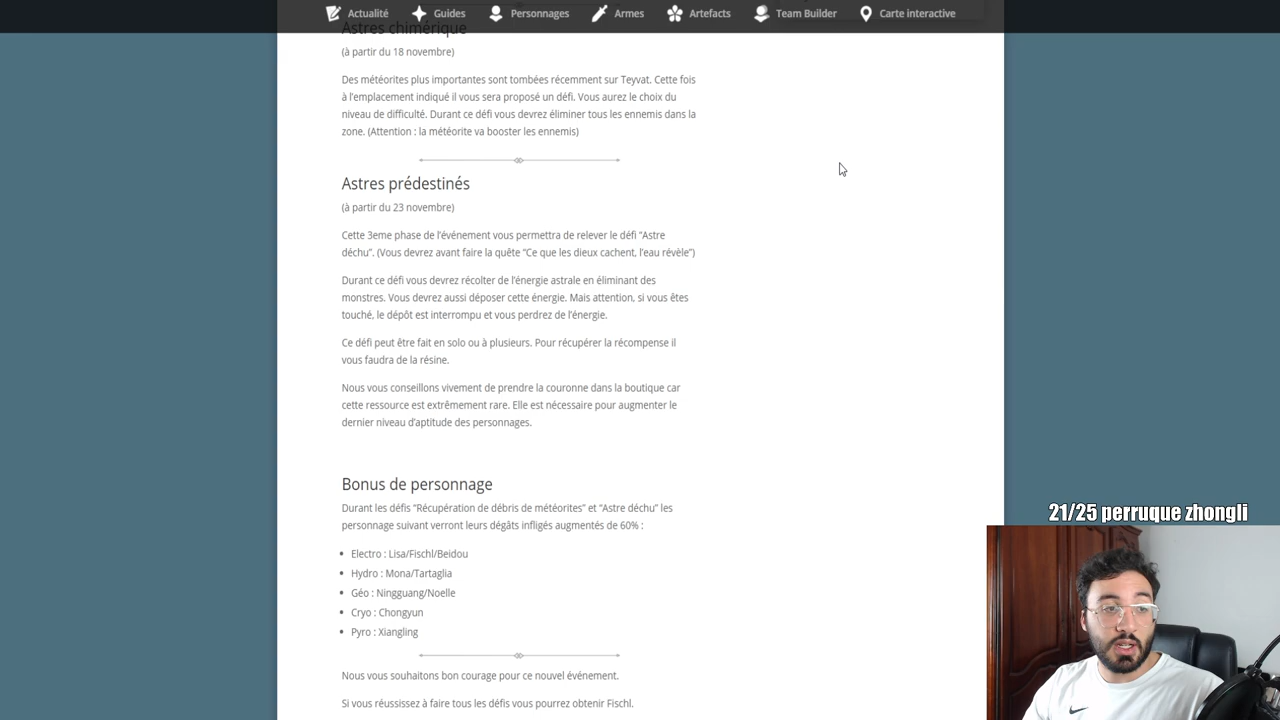 Actualité
Guides
Personnages
Armes
Artefacts
Team Builder
Carte interactive
Astres chimérique
(à partir du 18 novembre)
Des météorites plus importantes sont tombées récemment sur Teyvat. Cette fois
à l’emplacement indiqué il vous sera proposé un défi. Vous aurez le choix du
niveau de difficulté. Durant ce défi vous devrez éliminer tous les ennemis dans la
zone. (Attention : la météorite va booster les ennemis)
Astres prédestinés
(à partir du 23 novembre)
Cette 3eme phase de l’événement vous permettra de relever le défi “Astre
déchu”. (Vous devrez avant faire la quête “Ce que les dieux cachent, l’eau révèle”)
Durant ce défi vous devrez récolter de l’énergie astrale en éliminant des
monstres. Vous devrez aussi déposer cette énergie. Mais attention, si vous êtes
touché, le dépôt est interrompu et vous perdrez de l’énergie.
Ce défi peut être fait en solo ou à plusieurs. Pour récupérer la récompense il
vous faudra de la résine.
Nous vous conseillons vivement de prendre la couronne dans la boutique car
cette ressource est extrêmement rare. Elle est nécessaire pour augmenter le
dernier niveau d’aptitude des personnages.
Bonus de personnage
Durant les défis “Récupération de débris de météorites” et “Astre déchu” les
personnage suivant verront leurs dégâts infligés augmentés de 60% :
• Electro : Lisa/Fischl/Beidou
• Hydro : Mona/Tartaglia
• Géo : Ningguang/Noelle
• Cryo : Chongyun
• Pyro : Xiangling
Nous vous souhaitons bon courage pour ce nouvel événement.
Si vous réussissez à faire tous les défis vous pourrez obtenir Fischl.
21/25 perruque zhongli